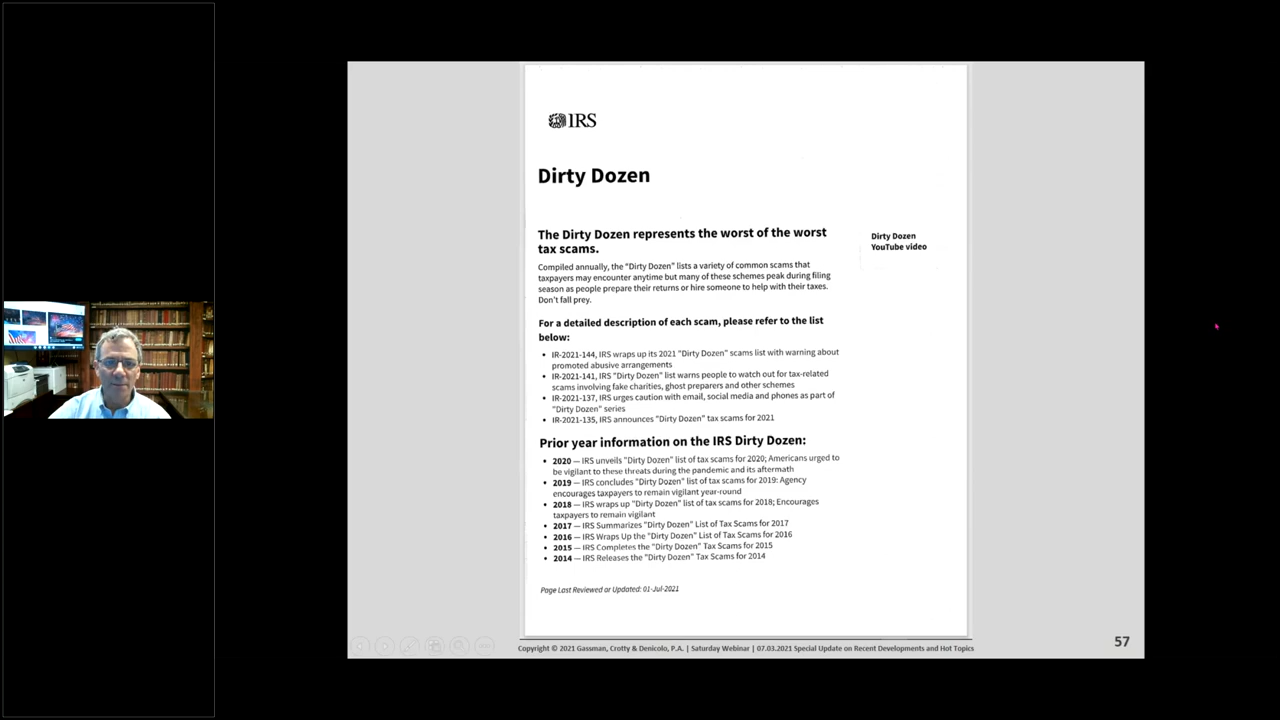 IRS
Dirty Dozen
The Dirty Dozen represents the worst of the worst
tax scams.
Compiled annually, the “Dirty Dozen” lists a variety of common scams that
taxpayers may encounter anytime but many of these schemes peak during filing
season as people prepare their returns or hire someone to help with their taxes.
Don't fall prey.
Dirty Dozen
YouTube video
For a detailed description of each scam, please refer to the list
below:
• IR-2021-144, IRS wraps up its 2021 "Dirty Dozen" scams list with warning about
promoted abusive arrangements
• IR-2021-141, IRS "Dirty Dozen" list warns people to watch out for tax-related
scams involving fake charities, ghost preparers and other schemes
• IR-2021-137, IRS urges caution with email, social media and phones as part of
"Dirty Dozen" series
• IR-2021-135, IRS announces "Dirty Dozen" tax scams for 2021
Prior year information on the IRS Dirty Dozen:
• 2020 — IRS unveils "Dirty Dozen" list of tax scams for 2020; Americans urged to
be vigilant to these threats during the pandemic and its aftermath
• 2019 — IRS concludes "Dirty Dozen" list of tax scams for 2019: Agency
encourages taxpayers to remain vigilant year-round
• 2018 — IRS wraps up "Dirty Dozen" list of tax scams for 2018; Encourages
taxpayers to remain vigilant
• 2017 — IRS Summarizes "Dirty Dozen" List of Tax Scams for 2017
• 2016 — IRS Wraps Up the "Dirty Dozen" List of Tax Scams for 2016
• 2015 — IRS Completes the "Dirty Dozen" Tax Scams for 2015
• 2014 — IRS Releases the "Dirty Dozen" Tax Scams for 2014
Page Last Reviewed or Updated: 01-Jul-2021
57
Copyright © 2021 Gassman, Crotty & Denicolo, P.A. | Saturday Webinar | 07.03.2021 Special Update on Recent Developments and Hot Topics